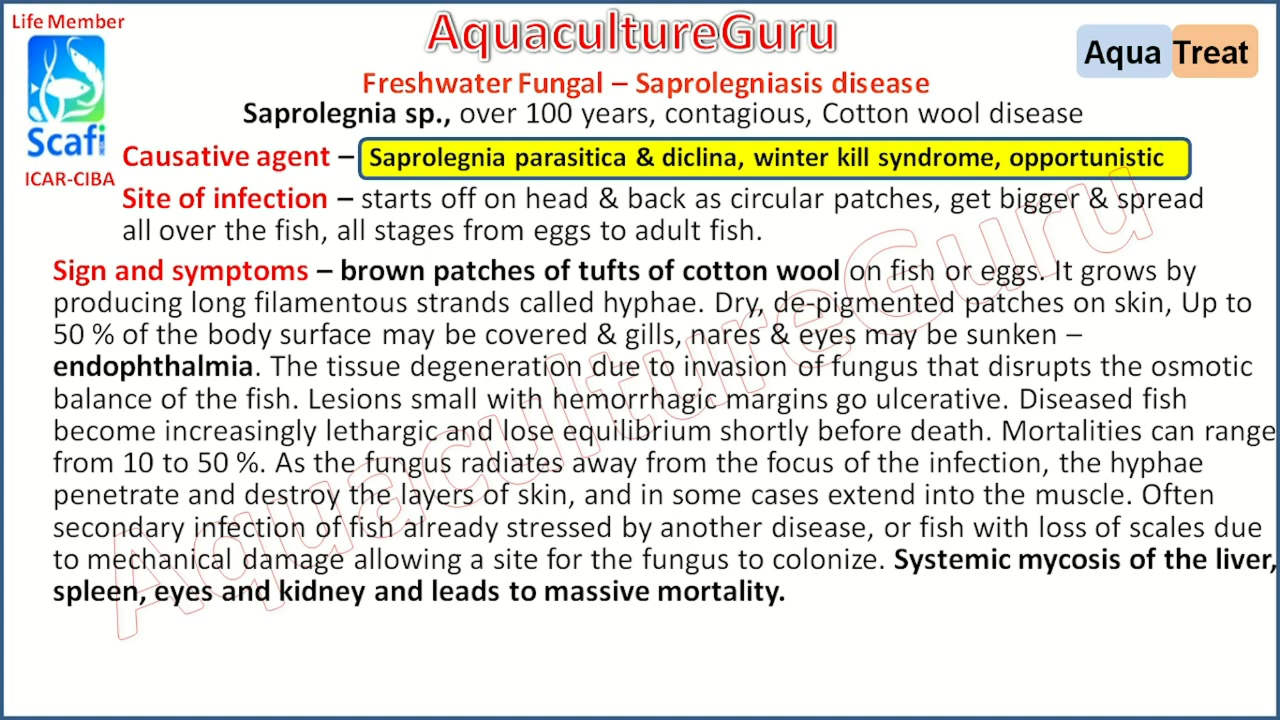 Life Member
AquacultureGuru
Aqua Treat
Scafi
ICAR-CIBA
Freshwater Fungal – Saprolegniasis disease
Saprolegnia sp., over 100 years, contagious, Cotton wool disease
Causative agent – Saprolegnia parasitica & diclina, winter kill syndrome, opportunistic
Site of infection – starts off on head & back as circular patches, get bigger & spread
all over the fish, all stages from eggs to adult fish.
Sign and symptoms – brown patches of tufts of cotton wool on fish or eggs. It grows by
producing long filamentous strands called hyphae. Dry, de-pigmented patches on skin, Up to
50 % of the body surface may be covered & gills, nares & eyes may be sunken –
endophthalmia. The tissue degeneration due to invasion of fungus that disrupts the osmotic
balance of the fish. Lesions small with hemorrhagic margins go ulcerative. Diseased fish
become increasingly lethargic and lose equilibrium shortly before death. Mortalities can range
from 10 to 50 %. As the fungus radiates away from the focus of the infection, the hyphae
penetrate and destroy the layers of skin, and in some cases extend into the muscle. Often
secondary infection of fish already stressed by another disease, or fish with loss of scales due
to mechanical damage allowing a site for the fungus to colonize. Systemic mycosis of the liver,
spleen, eyes and kidney and leads to massive mortality.
AquacultureGuru